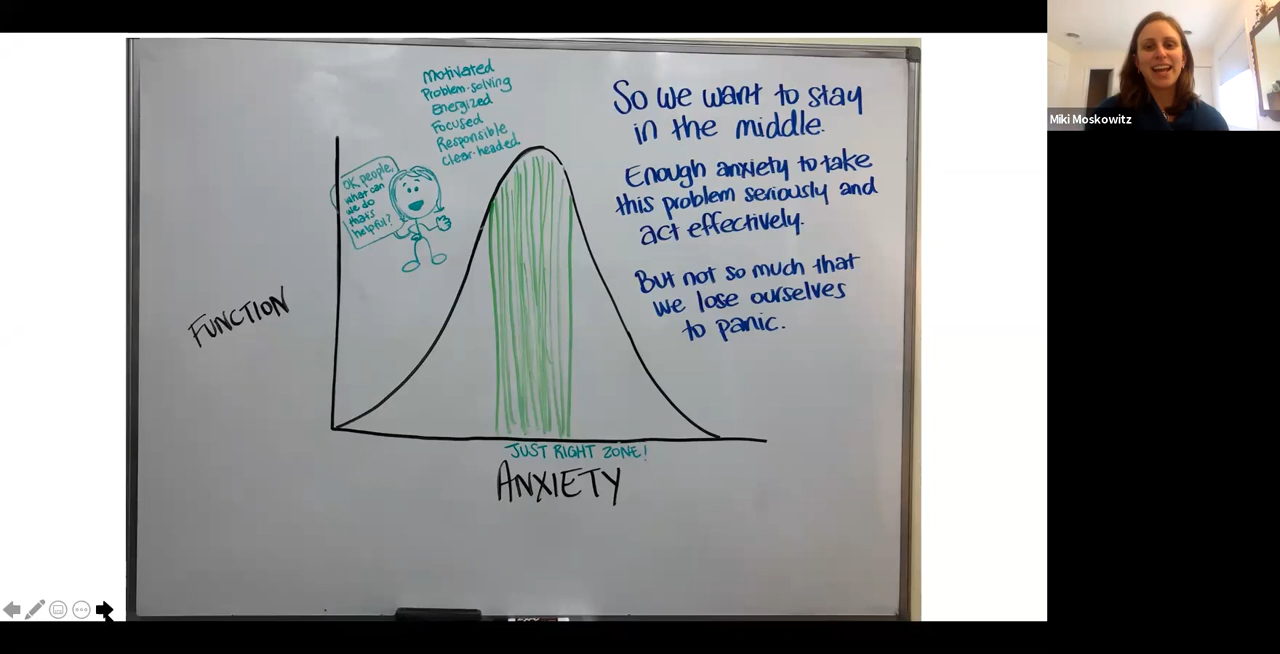 Motivated
Problem-solving
Energized
Focused
Responsible
Clear-headed
OK people,
what can
we do
that's
helpful?
So we want to stay
in the middle.
Enough anxiety to take
this problem seriously and
act effectively.
But not so much that
we lose ourselves
to panic.
FUNCTION
JUST RIGHT ZONE!
ANXIETY
Miki Moskowitz